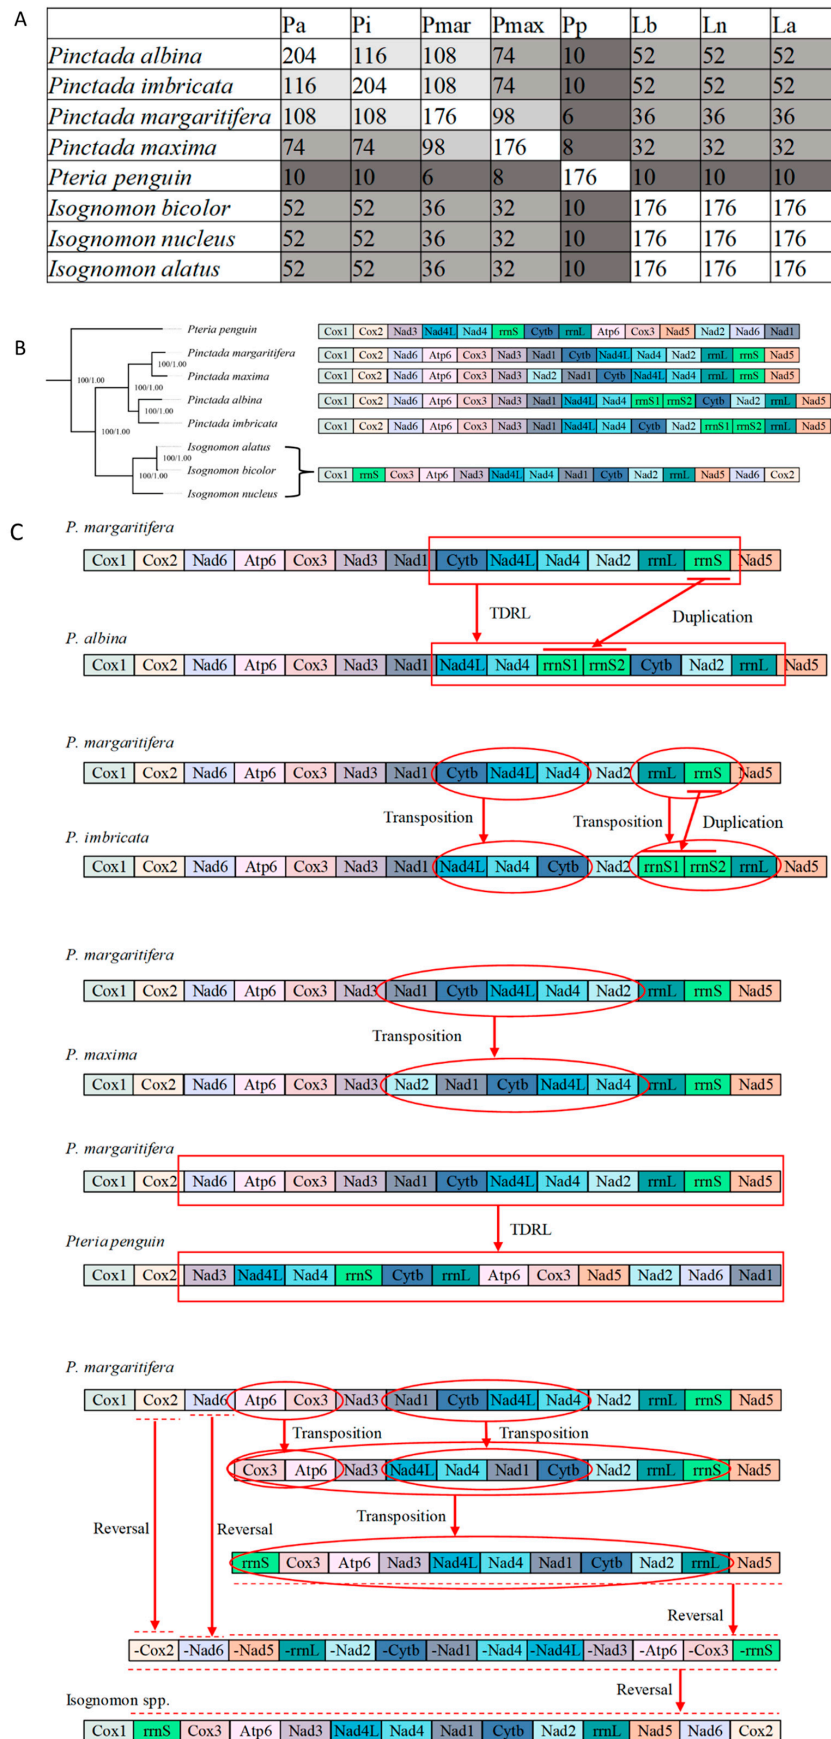 A
Pa Pi Pmar Pmax Pp Lb Ln La
Pinctada albina 204 116 108 74 10 52 52 52
Pinctada imbricata 116 204 108 74 10 52 52 52
Pinctada margaritifera 108 108 176 98 6 36 36 36
Pinctada maxima 74 74 98 176 8 32 32 32
Pteria penguin 10 10 6 8 176 10 10 10
Isognomon bicolor 52 52 36 32 10 176 176 176
Isognomon nucleus 52 52 36 32 10 176 176 176
Isognomon alatus 52 52 36 32 10 176 176 176
B
Pteria penguin Cox1 Cox2 Nad3 Nad4L Nad4 rrnS Cytb rrnL Atp6 Cox3 Nad5 Nad2 Nad6 Nad1
Pinctada margaritifera Cox1 Cox2 Nad6 Atp6 Cox3 Nad3 Nad1 Cytb Nad4L Nad4 Nad2 rrnL rrnS Nad5
100/1.00
Pinctada maxima Cox1 Cox2 Nad6 Atp6 Cox3 Nad3 Nad2 Nad1 Cytb Nad4L Nad4 rrnL rrnS Nad5
100/1.00
Pinctada albina Cox1 Cox2 Nad6 Atp6 Cox3 Nad3 Nad1 Nad4L Nad4 rrnS1 rrnS2 Cytb Nad2 rrnL Nad5
100/1.00
Pinctada imbricata Cox1 Cox2 Nad6 Atp6 Cox3 Nad3 Nad1 Nad4L Nad4 Cytb Nad2 rrnS1 rrnS2 rrnL Nad5
100/1.00
Isognomon alatus
100/1.00
Isognomon bicolor Cox1 rrnS Cox3 Atp6 Nad3 Nad4L Nad4 Nad1 Cytb Nad2 rrnL Nad5 Nad6 Cox2
100/1.00
Isognomon nucleus
C
P. margaritifera
Cox1 Cox2 Nad6 Atp6 Cox3 Nad3 Nad1 Cytb Nad4L Nad4 Nad2 rrnL rrnS Nad5
TDRL
Duplication
P. albina
Cox1 Cox2 Nad6 Atp6 Cox3 Nad3 Nad1 Nad4L Nad4 rrnS1 rrnS2 Cytb Nad2 rrnL Nad5
P. margaritifera
Cox1 Cox2 Nad6 Atp6 Cox3 Nad3 Nad1 Cytb Nad4L Nad4 Nad2 rrnL rrnS Nad5
Transposition Transposition Duplication
P. imbricata
Cox1 Cox2 Nad6 Atp6 Cox3 Nad3 Nad1 Nad4L Nad4 Cytb Nad2 rrnS1 rrnS2 rrnL Nad5
P. margaritifera
Cox1 Cox2 Nad6 Atp6 Cox3 Nad3 Nad1 Cytb Nad4L Nad4 Nad2 rrnL rrnS Nad5
Transposition
P. maxima
Cox1 Cox2 Nad6 Atp6 Cox3 Nad3 Nad2 Nad1 Cytb Nad4L Nad4 rrnL rrnS Nad5
P. margaritifera
Cox1 Cox2 Nad6 Atp6 Cox3 Nad3 Nad1 Cytb Nad4L Nad4 Nad2 rrnL rrnS Nad5
TDRL
Pteria penguin
Cox1 Cox2 Nad3 Nad4L Nad4 rrnS Cytb rrnL Atp6 Cox3 Nad5 Nad2 Nad6 Nad1
P. margaritifera
Cox1 Cox2 Nad6 Atp6 Cox3 Nad3 Nad1 Cytb Nad4L Nad4 Nad2 rrnL rrnS Nad5
Transposition Transposition
Cox3 Atp6 Nad3 Nad4L Nad4 Nad1 Cytb Nad2 rrnL rrnS Nad5
Transposition
Reversal Reversal
rrnS Cox3 Atp6 Nad3 Nad4L Nad4 Nad1 Cytb Nad2 rrnL Nad5
Reversal
-Cox2 -Nad6 -Nad5 -rrnL -Nad2 -Cytb -Nad1 -Nad4 -Nad4L -Nad3 -Atp6 -Cox3 -rrnS
Reversal
Isognomon spp.
Cox1 rrnS Cox3 Atp6 Nad3 Nad4L Nad4 Nad1 Cytb Nad2 rrnL Nad5 Nad6 Cox2